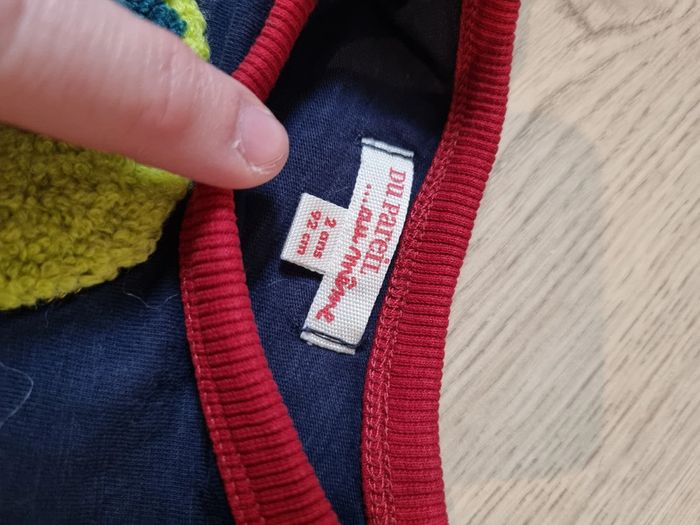 DU PAREIL
...au même
2 ans
92 cm